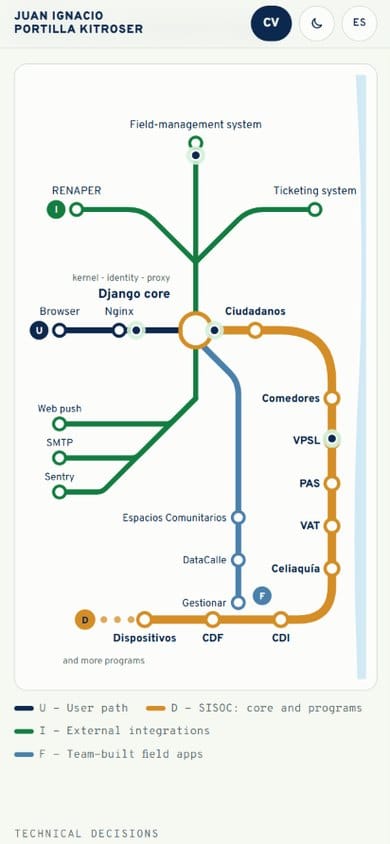 JUAN IGNACIO
PORTILLA KITROSER
CV
ES
Field-management system
RENAPER
Ticketing system
I
kernel - identity - proxy
Django core
Browser
Nginx
Ciudadanos
U
Comedores
Web push
VPSL
SMTP
Sentry
PAS
Espacios Comunitarios
VAT
DataCalle
Celiaquía
Gestionar
F
D
Dispositivos
CDF
CDI
and more programs
U – User path
D – SISOC: core and programs
I – External integrations
F – Team-built field apps
TECHNICAL DECISIONS